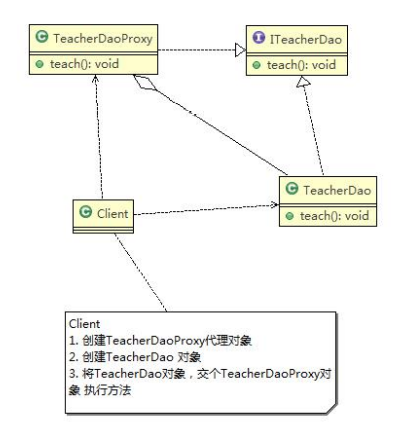 TeacherDaoProxy
teach(): void
ITeacherDao
teach(): void
TeacherDao
teach(): void
Client
Client
1. 创建TeacherDaoProxy代理对象
2. 创建TeacherDao 对象
3. 将TeacherDao对象，交个TeacherDaoProxy对
象 执行方法